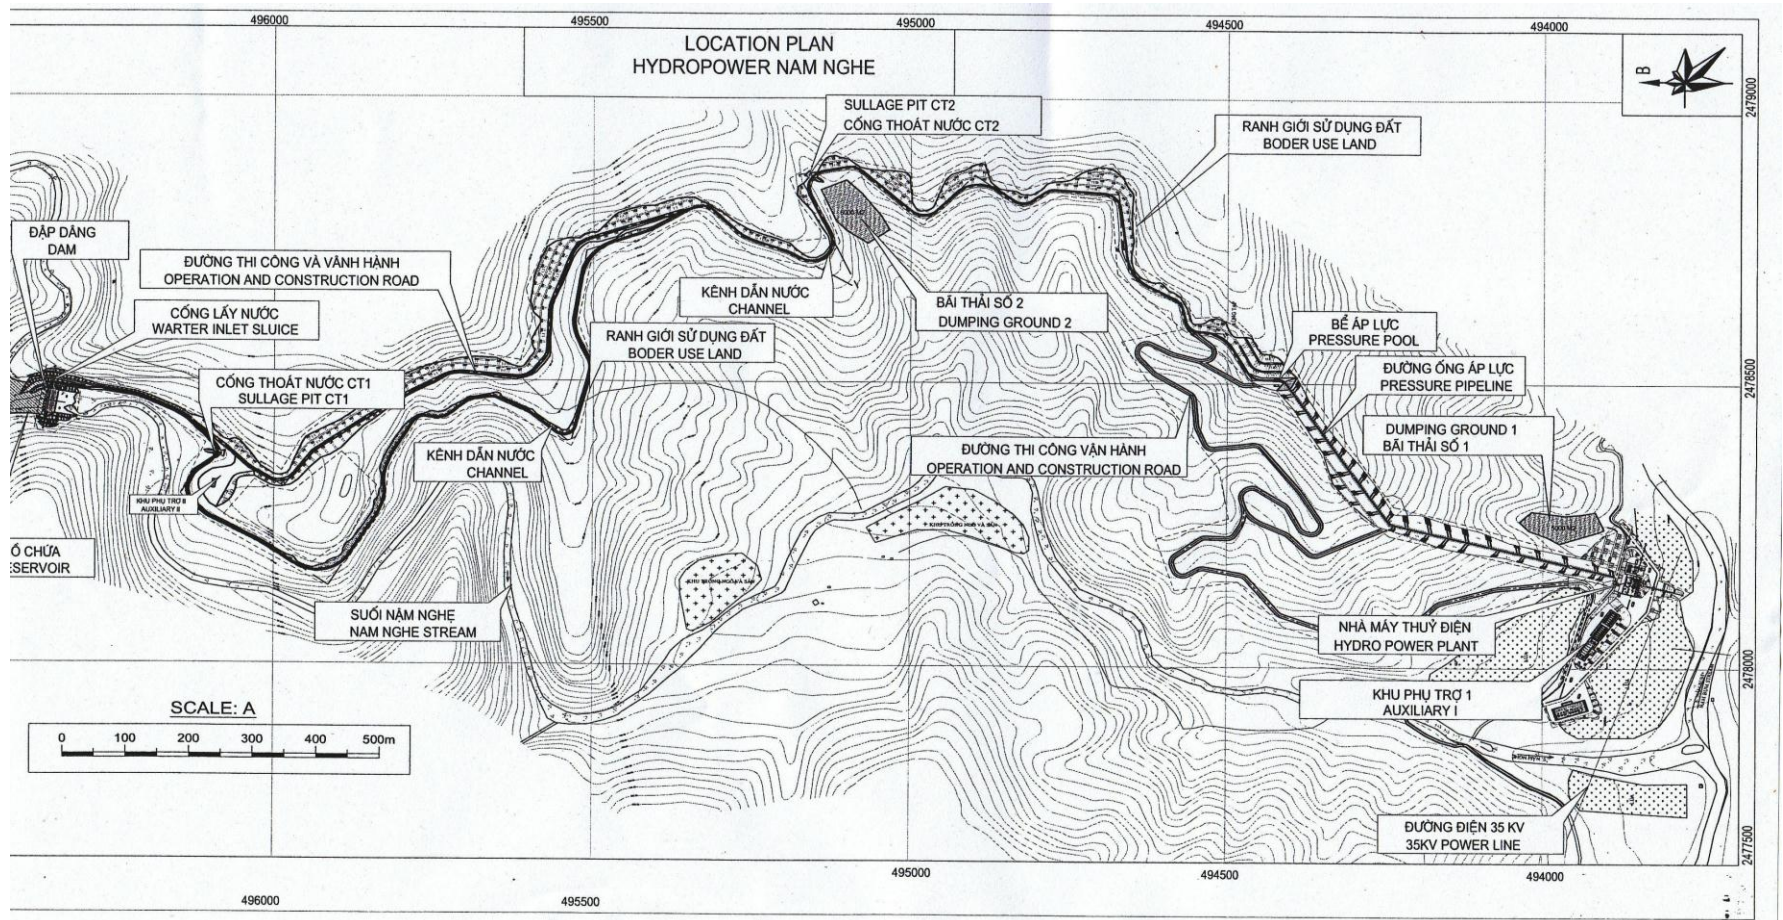 496000
495500
495000
494500
494000
LOCATION PLAN
HYDROPOWER NAM NGHE
B
2479000
SULLAGE PIT CT2
CỐNG THOÁT NƯỚC CT2
RANH GIỚI SỬ DỤNG ĐẤT
BODER USE LAND
ĐẬP DÂNG
DAM
ĐƯỜNG THI CÔNG VÀ VÀNH HÀNH
OPERATION AND CONSTRUCTION ROAD
CỐNG LẤY NƯỚC
WARTER INLET SLUICE
KÊNH DẪN NƯỚC
CHANNEL
BÃI THẢI SỐ 2
DUMPING GROUND 2
RANH GIỚI SỬ DỤNG ĐẤT
BODER USE LAND
BỂ ÁP LỰC
PRESSURE POOL
CỐNG THOÁT NƯỚC CT1
SULLAGE PIT CT1
ĐƯỜNG ỐNG ÁP LỰC
PRESSURE PIPELINE
2478500
DUMPING GROUND 1
BÃI THẢI SỐ 1
KÊNH DẪN NƯỚC
CHANNEL
ĐƯỜNG THI CÔNG VẬN HÀNH
OPERATION AND CONSTRUCTION ROAD
KHU PHỤ TRỢ II
AUXILIARY II
Ồ CHỨA
ESERVOIR
SUỐI NẬM NGHẸ
NAM NGHE STREAM
NHÀ MÁY THUỶ ĐIỆN
HYDRO POWER PLANT
2478000
KHU PHỤ TRỢ 1
AUXILIARY I
SCALE: A
0 100 200 300 400 500m
ĐƯỜNG ĐIỆN 35 KV
35KV POWER LINE
2477500
496000
495500
495000
494500
494000